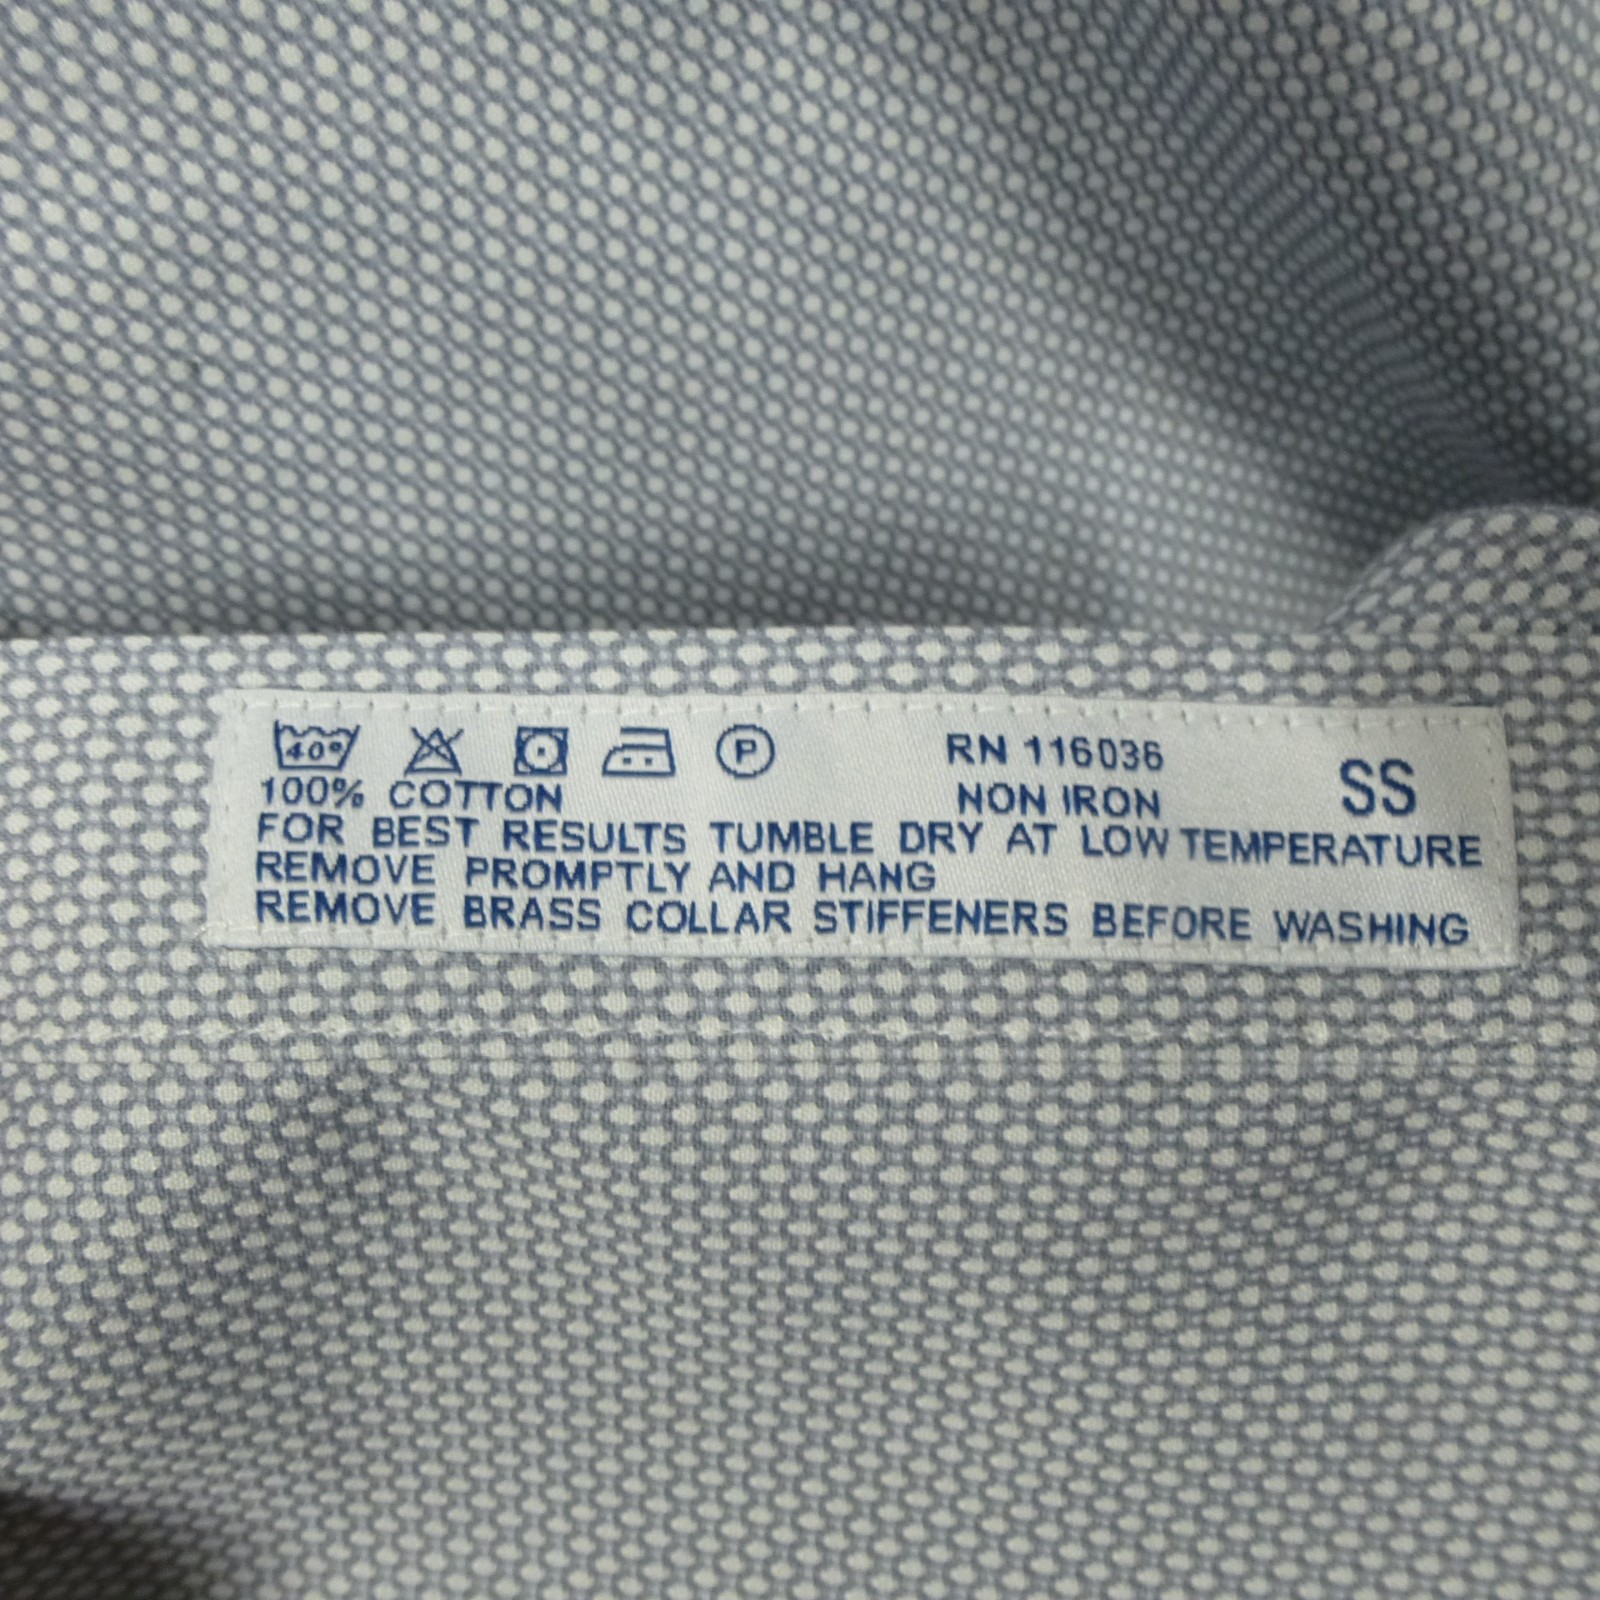 40° P RN 116036
100% COTTON NON IRON SS
FOR BEST RESULTS TUMBLE DRY AT LOW TEMPERATURE
REMOVE PROMPTLY AND HANG
REMOVE BRASS COLLAR STIFFENERS BEFORE WASHING